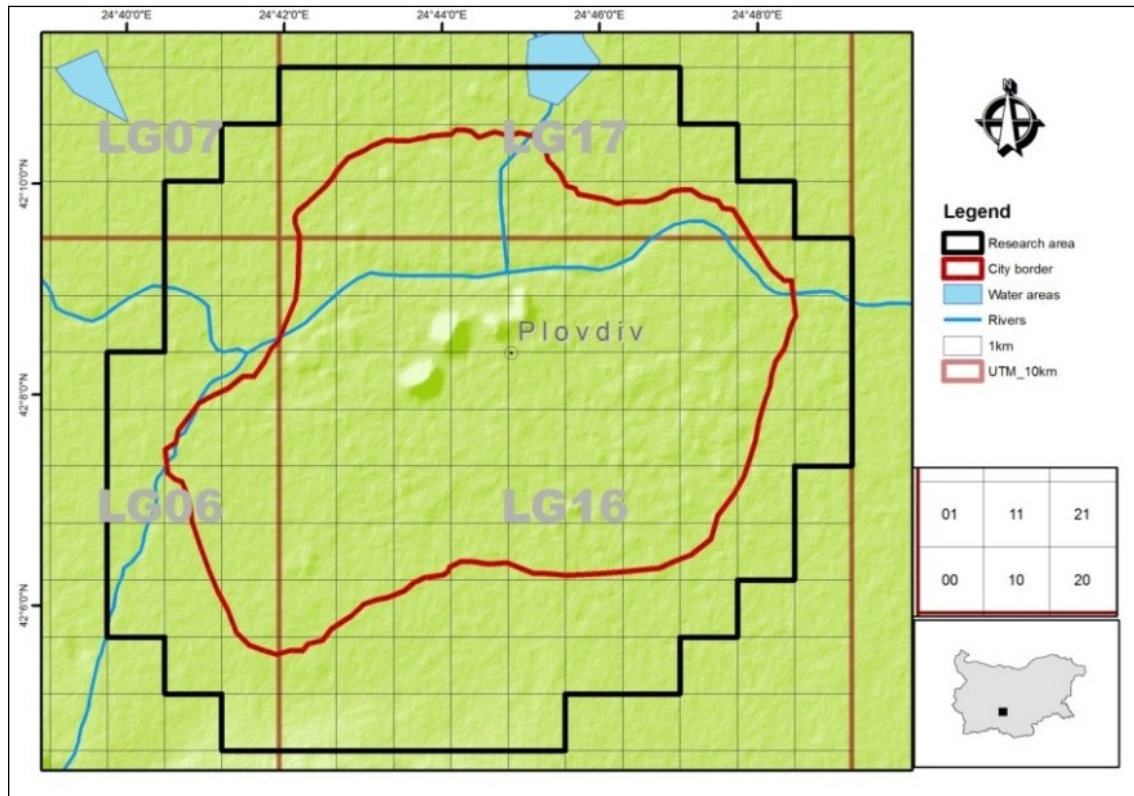 24°40'0"E 24°42'0"E 24°44'0"E 24°46'0"E 24°48'0"E
N
LG07 LG17
42°10'0"N
Legend
Research area
City border
Water areas
Rivers
1km
UTM_10km
Plovdiv
42°8'0"N
LG06 LG16
01 11 21
00 10 20
42°6'0"N